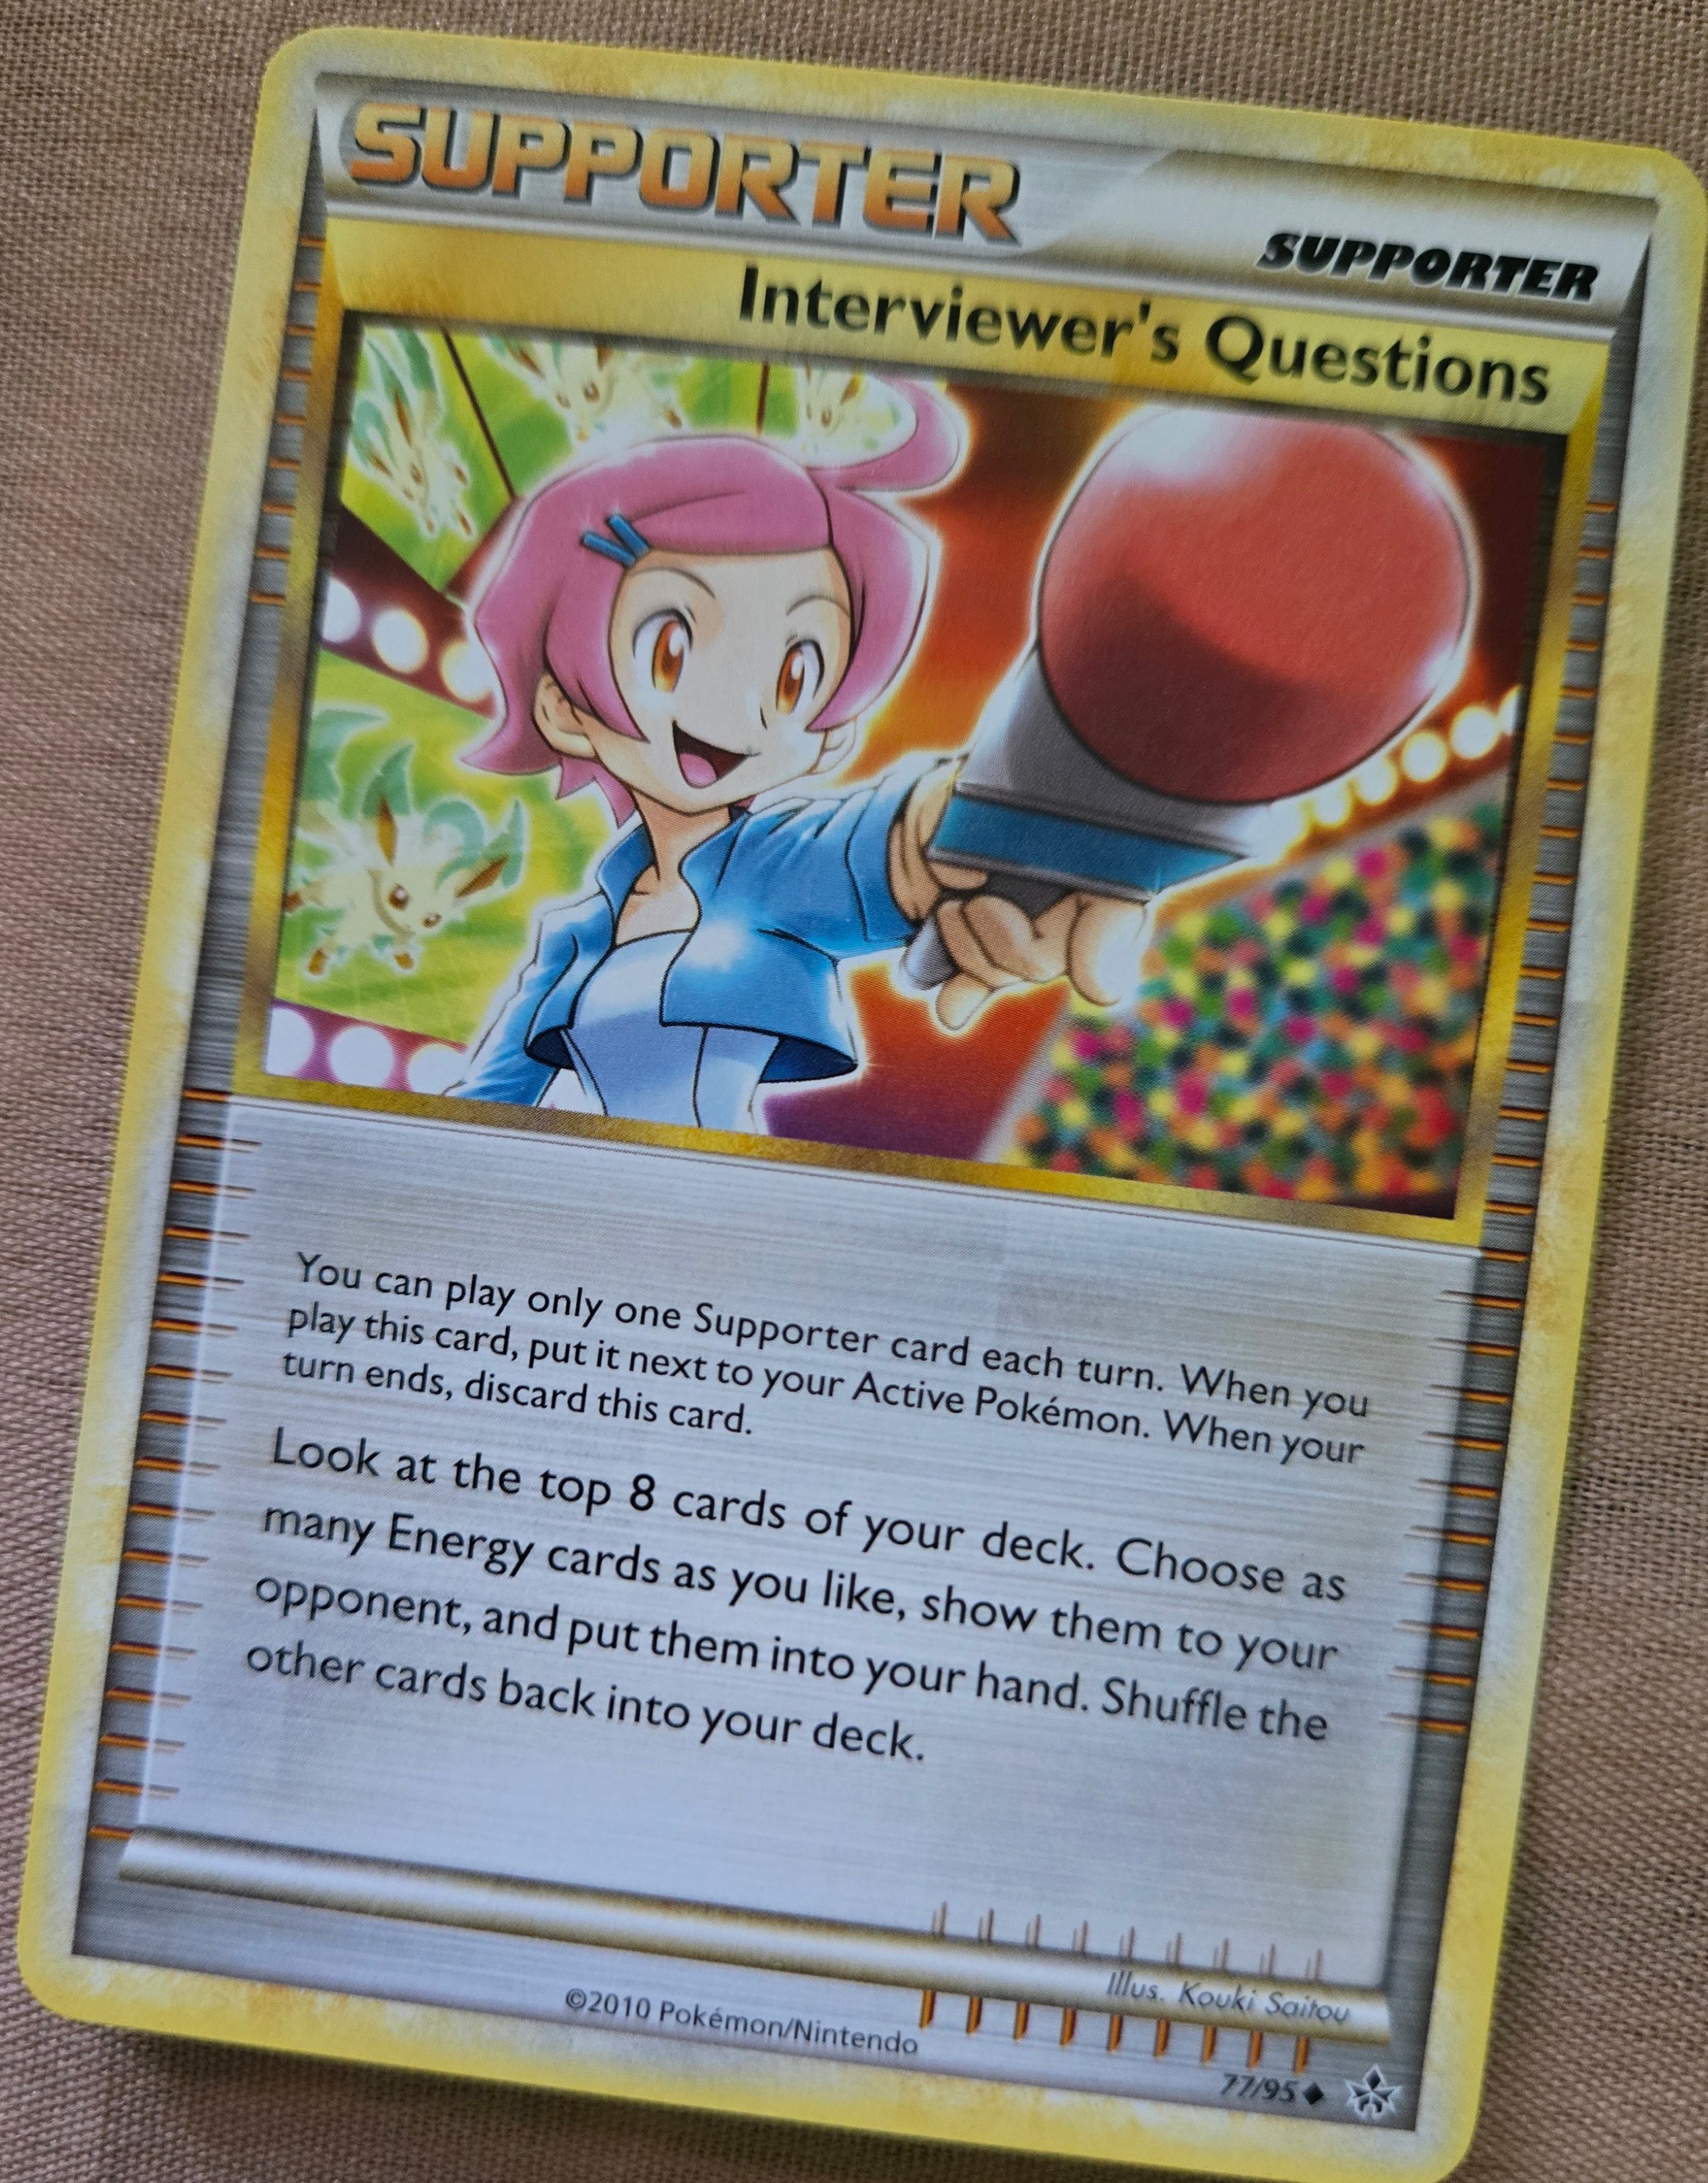 SUPPORTER
SUPPORTER
Interviewer's Questions
You can play only one Supporter card each turn. When you
play this card, put it next to your Active Pokémon. When your
turn ends, discard this card.
Look at the top 8 cards of your deck. Choose as
many Energy cards as you like, show them to your
opponent, and put them into your hand. Shuffle the
other cards back into your deck.
Illus. Kouki Saitou
©2010 Pokémon/Nintendo
77/95